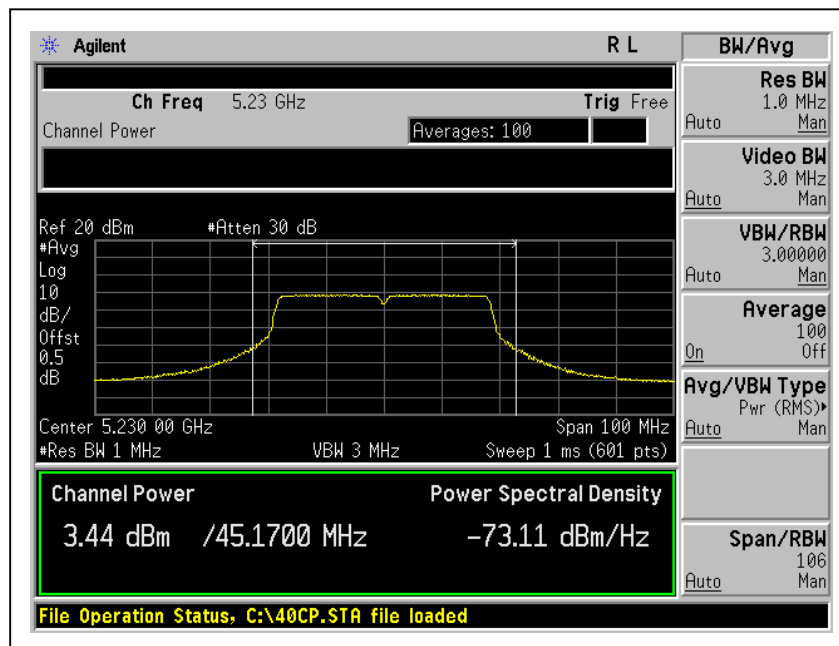 Agilent R L
Ch Freq 5.23 GHz Trig Free
Channel Power Averages: 100
Ref 20 dBm #Atten 30 dB
#Avg
Log
10
dB/
Offst
0.5
dB
Center 5.230 00 GHz Span 100 MHz
#Res BW 1 MHz VBW 3 MHz Sweep 1 ms (601 pts)
Channel Power Power Spectral Density
3.44 dBm /45.1700 MHz -73.11 dBm/Hz
File Operation Status, C:\40CP.STA file loaded
BW/Avg
Res BW
1.0 MHz
Auto Man
Video BW
3.0 MHz
Auto Man
VBW/RBW
3.00000
Auto Man
Average
100
On Off
Avg/VBW Type
Pwr (RMS)▸
Auto Man
Span/RBW
106
Auto Man